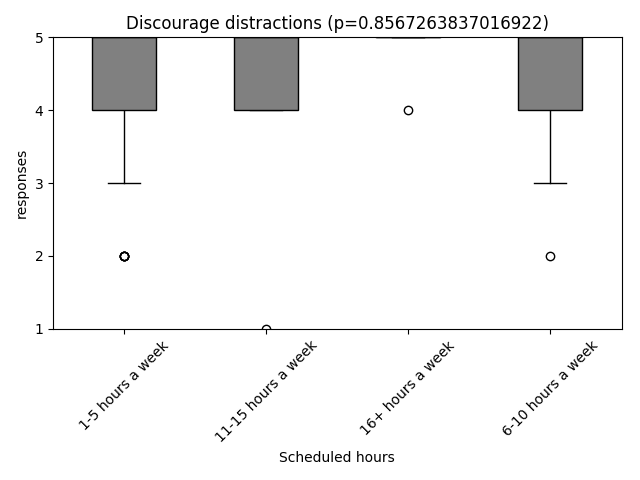 Discourage distractions (p=0.8567263837016922)
5
4
3
2
1
responses
1-5 hours a week
11-15 hours a week
16+ hours a week
6-10 hours a week
Scheduled hours